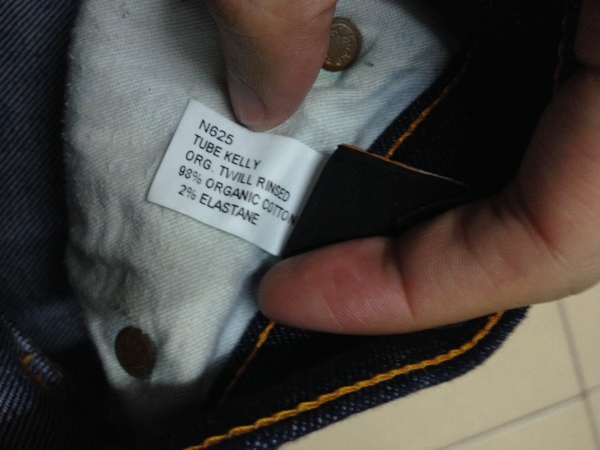 N625
TUBE KELLY
ORG. TWILL RINSED
98% ORGANIC COTTON
2% ELASTANE